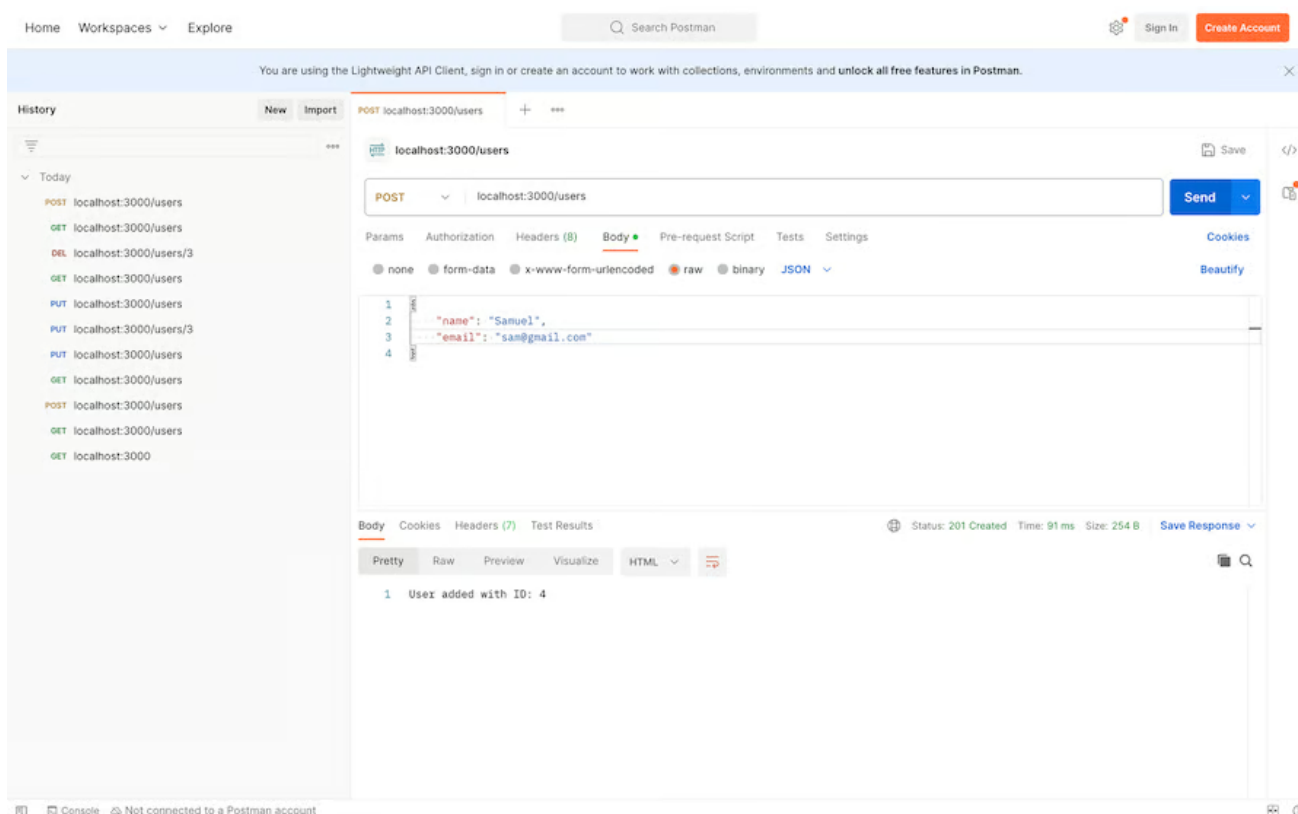 Home Workspaces Explore Search Postman Sign In Create Account
You are using the Lightweight API Client, sign in or create an account to work with collections, environments and unlock all free features in Postman.
History New Import
POST localhost:3000/users
HTTP localhost:3000/users Save
Today
POST localhost:3000/users
GET localhost:3000/users
DEL localhost:3000/users/3
GET localhost:3000/users
PUT localhost:3000/users
PUT localhost:3000/users/3
PUT localhost:3000/users
GET localhost:3000/users
POST localhost:3000/users
GET localhost:3000/users
GET localhost:3000
POST localhost:3000/users Send
Params Authorization Headers (8) Body Pre-request Script Tests Settings Cookies
none form-data x-www-form-urlencoded raw binary JSON Beautify
1 {
2 "name": "Samuel",
3 "email": "sam@gmail.com"
4 }
Body Cookies Headers (7) Test Results Status: 201 Created Time: 91 ms Size: 254 B Save Response
Pretty Raw Preview Visualize HTML
1 User added with ID: 4
Console Not connected to a Postman account